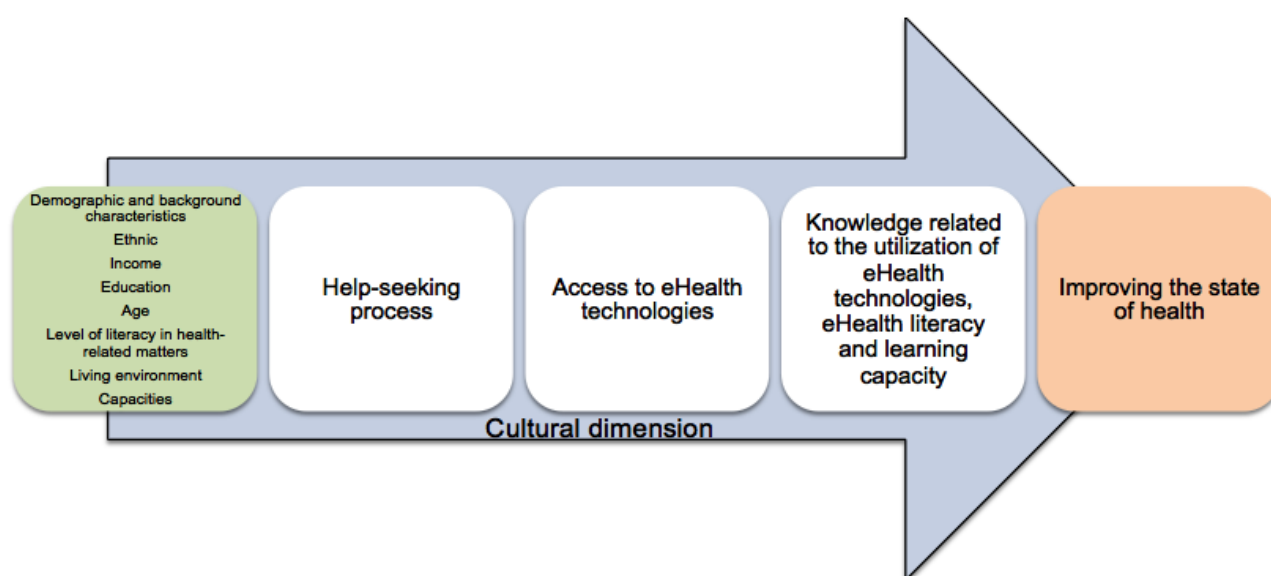 Demographic and background
characteristics
Ethnic
Income
Education
Age
Level of literacy in health-
related matters
Living environment
Capacities
Help-seeking
process
Access to eHealth
technologies
Knowledge related
to the utilization of
eHealth
technologies,
eHealth literacy
and learning
capacity
Improving the state
of health
Cultural dimension